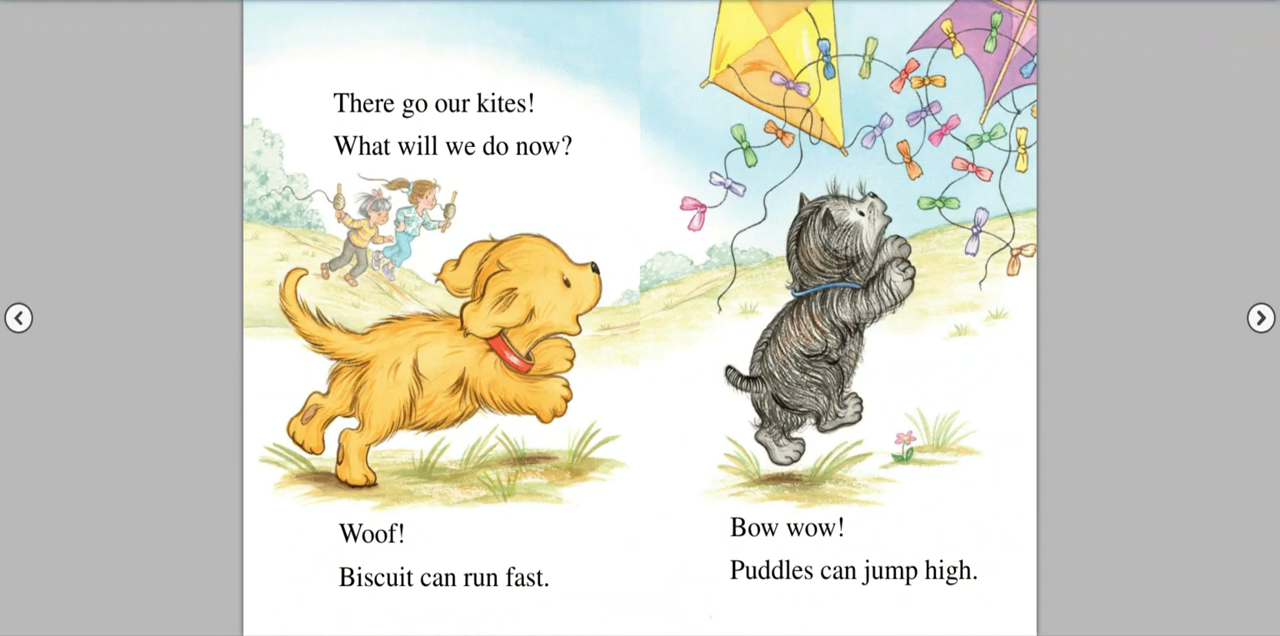 There go our kites!
What will we do now?
Woof!
Biscuit can run fast.
Bow wow!
Puddles can jump high.